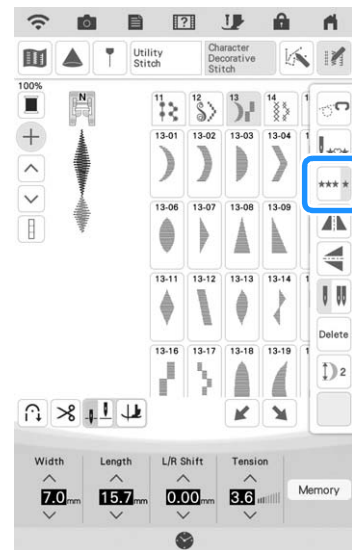 Utility
Stitch
Character
Decorative
Stitch
100%
N
11
12
13
14
13-01
13-02
13-03
13-04
13-06
13-07
13-08
13-09
13-11
13-12
13-13
13-14
Delete
13-16
13-17
13-18
13-19
2
Width
Length
L/R Shift
Tension
7.0 mm
15.7 mm
0.00 mm
3.6
Memory